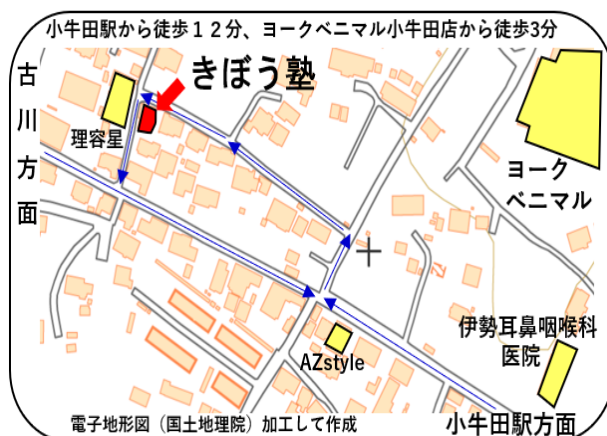 小牛田駅から徒歩１２分、ヨークベニマル小牛田店から徒歩3分
古川方面
きぼう塾
理容星
ヨーク
ベニマル
伊勢耳鼻咽喉科
医院
AZstyle
電子地形図（国土地理院）加工して作成
小牛田駅方面